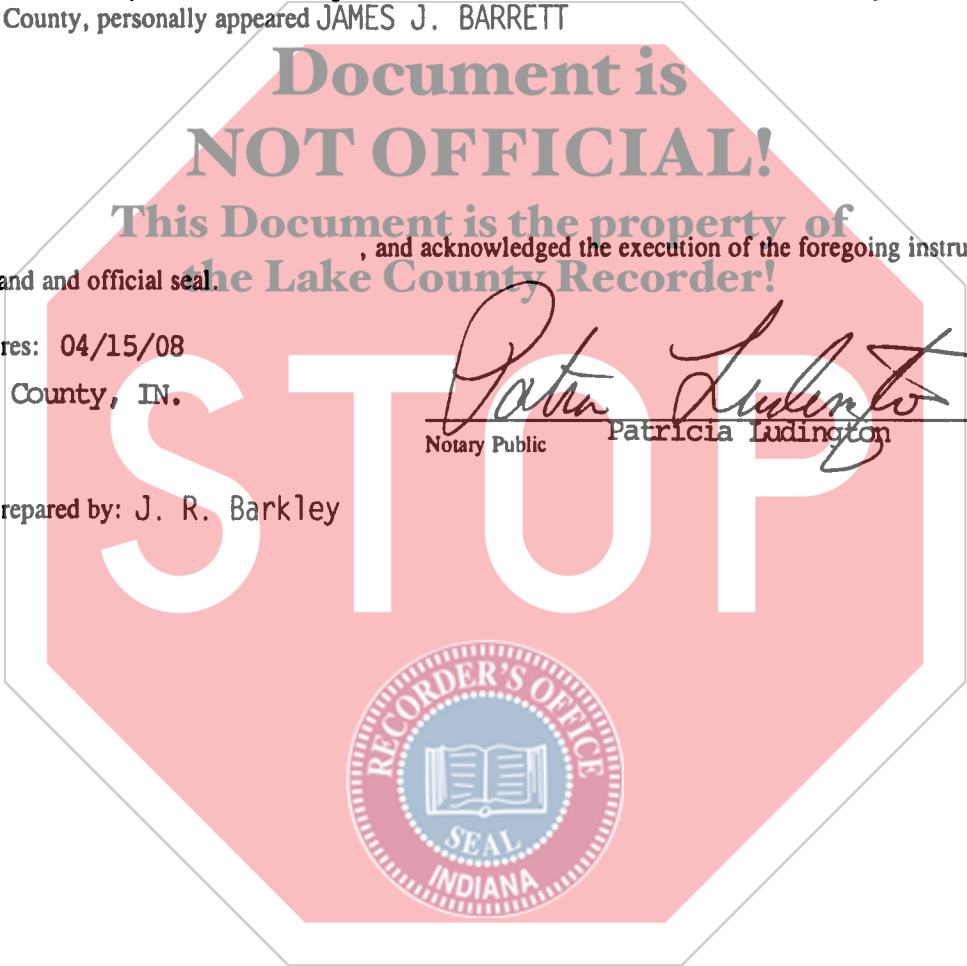 County, personally appeared JAMES J. BARRETT
Document is
NOT OFFICIAL!
This Document is the property of
, and acknowledged the execution of the foregoing instru
the Lake County Recorder!
and and official seal.
res: 04/15/08
County, IN.
Patricia Ludington
Notary Public Patricia Ludington
repared by: J. R. Barkley
STOP
RECORDER'S OFFICE
SEAL
INDIANA